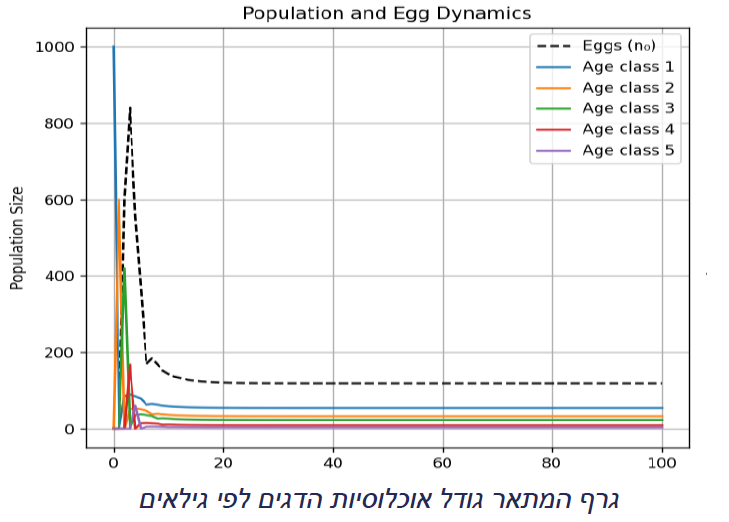 Population and Egg Dynamics
1000
800
600
400
200
0
Population Size
Eggs (n₀)
Age class 1
Age class 2
Age class 3
Age class 4
Age class 5
0
20
40
60
80
100
גרף המתאר גודל אוכלוסיות הדגים לפי גילאים